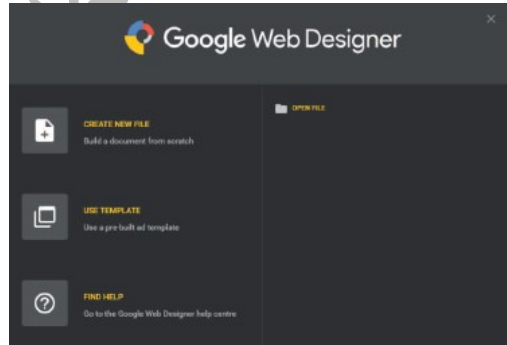 Google Web Designer
CREATE NEW FILE
Build a document from scratch
OPEN FILE
USE TEMPLATE
Use a pre-built ad template
FIND HELP
Go to the Google Web Designer help centre